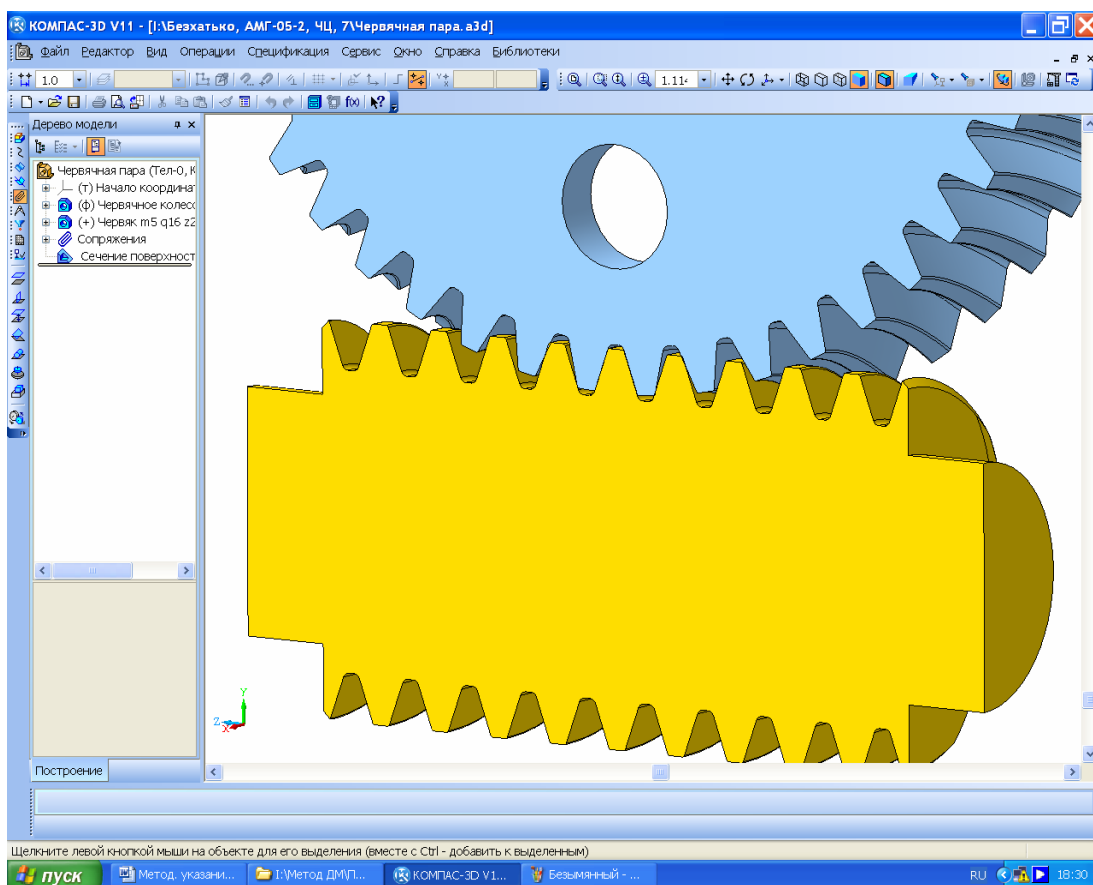 КОМПАС-3D V11 - [I:\Безхатько, АМГ-05-2, ЧЦ, 7\Червячная пара.a3d]
Файл Редактор Вид Операции Спецификация Сервис Окно Справка Библиотеки
1.0 1.114
f(x)
Дерево модели
Червячная пара (Тел-0, К
(т) Начало координат
(ф) Червячное колесо
(+) Червяк m5 q16 z2
Сопряжения
Сечение поверхност
Y
Z
X
Построение
Щелкните левой кнопкой мыши на объекте для его выделения (вместе с Ctrl - добавить к выделенным)
пуск Метод. указани... I:\Метод ДМ\П... КОМПАС-3D V1... Безымянный - ... RU 18:30